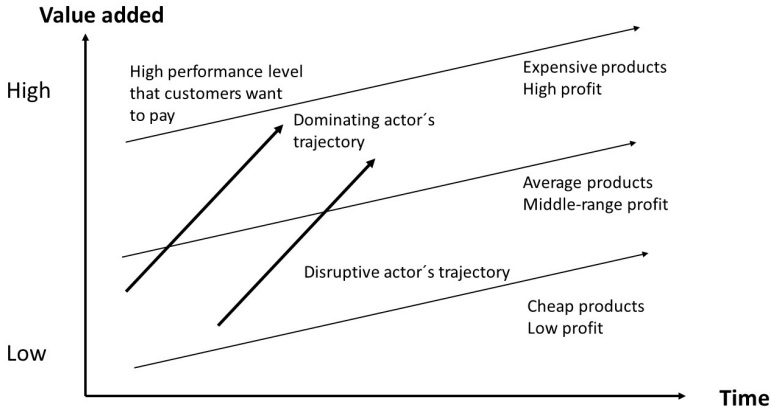 Value added
High
High performance level
that customers want
to pay
Expensive products
High profit
Dominating actor´s
trajectory
Average products
Middle-range profit
Disruptive actor´s trajectory
Cheap products
Low profit
Low
Time